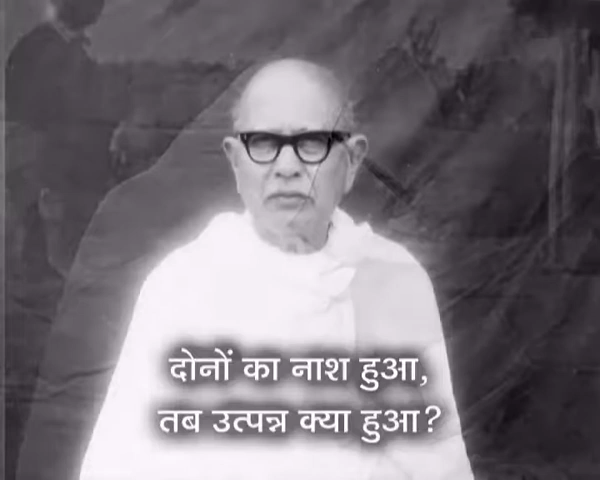 दोनों का नाश हुआ,
तब उत्पन्न क्या हुआ?